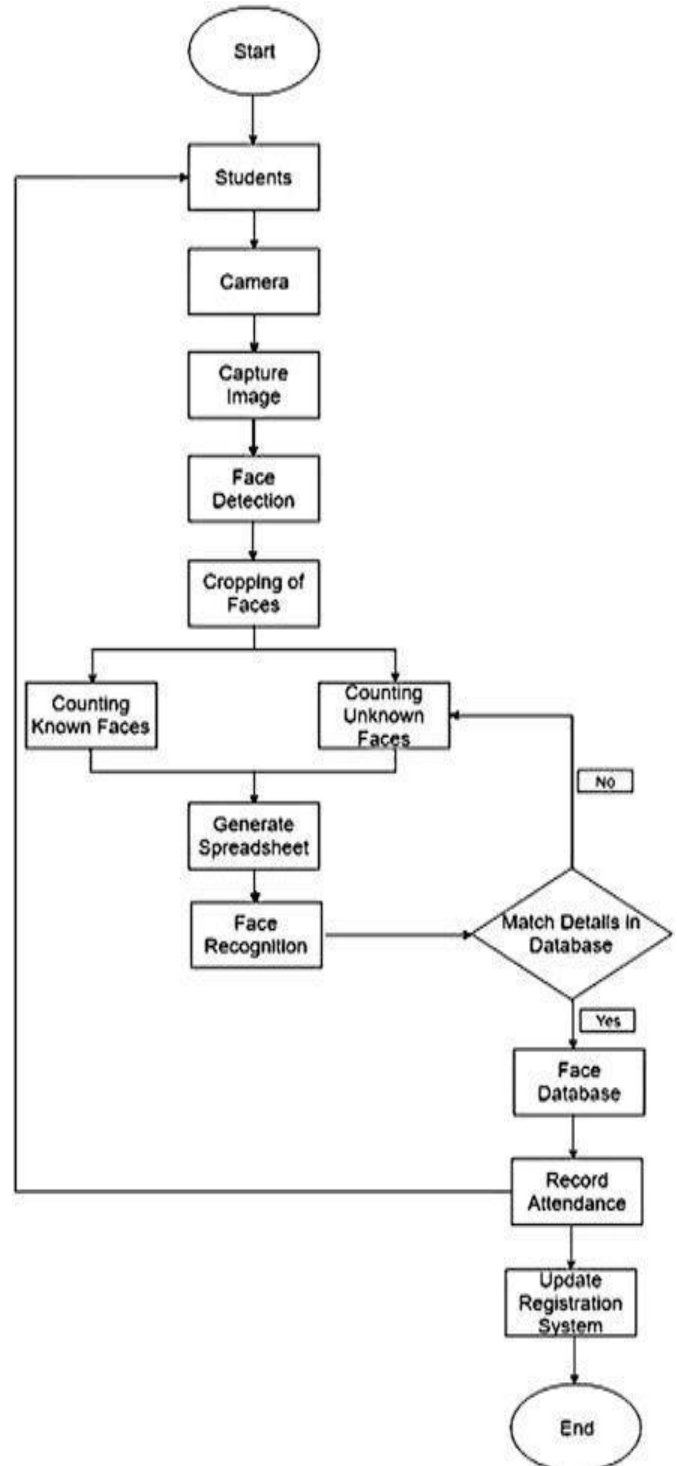 Start
Students
Camera
Capture
Image
Face
Detection
Cropping of
Faces
Counting
Known Faces
Counting
Unknown
Faces
No
Generate
Spreadsheet
Face
Recognition
Match Details in
Database
Yes
Face
Database
Record
Attendance
Update
Registration
System
End